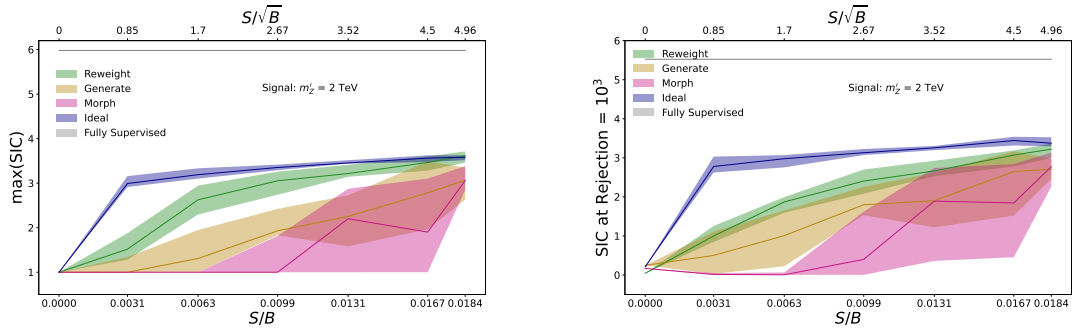 S/√B
0 0.85 1.7 2.67 3.52 4.5 4.96
6
5
4
3
2
1
max(SIC)
Reweight
Generate
Morph
Ideal
Fully Supervised
Signal: m'_Z = 2 TeV
0.0000 0.0031 0.0063 0.0099 0.0131 0.0167 0.0184
S/B
S/√B
0 0.85 1.7 2.67 3.52 4.5 4.96
6
5
4
3
2
1
0
SIC at Rejection = 10³
Reweight
Generate
Morph
Ideal
Fully Supervised
Signal: m'_Z = 2 TeV
0.0000 0.0031 0.0063 0.0099 0.0131 0.0167 0.0184
S/B